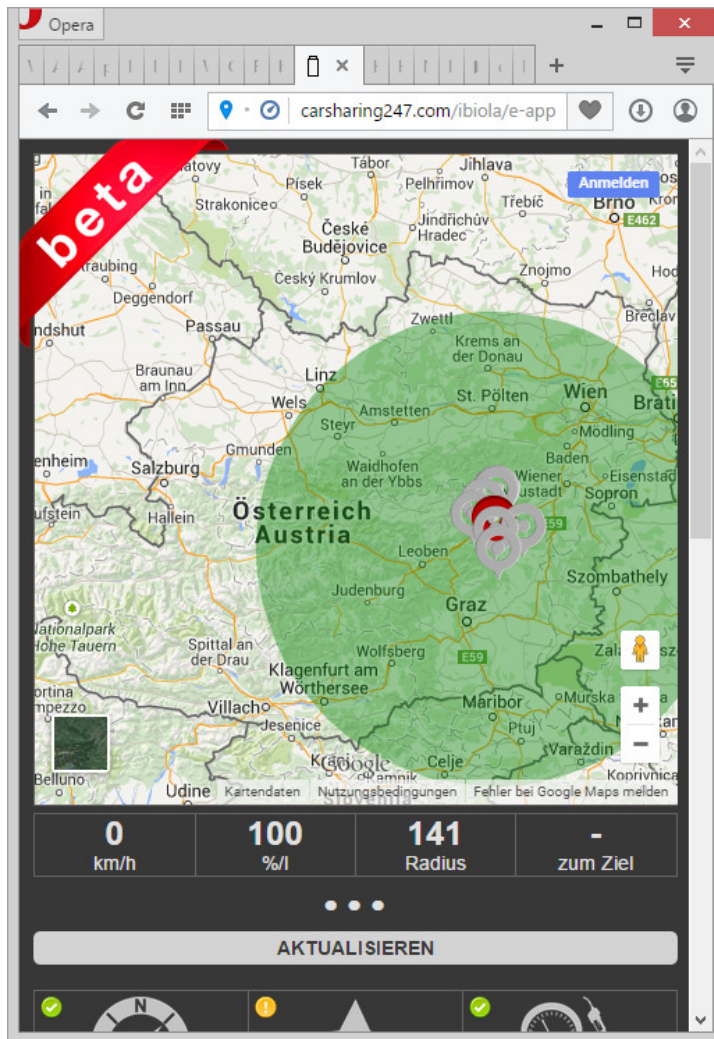 Opera
carsharing247.com/ibiola/e-app
beta
Anmelden
Tábor
Jihlava
Písek
Pelhřimov
Strakonice
Třebíč
Brno
E462
Jindřichův
Hradec
České
Budějovice
Český Krumlov
Znojmo
Deggendorf
Břeclav
Passau
Zwettl
Krems an
der Donau
Braunau
am Inn
Linz
Wels
St. Pölten
Wien
Amstetten
Steyr
Mödling
Gmunden
Baden
Salzburg
Waidhofen
an der Ybbs
Wiener
Eisenstadt
Sopron
Hallein
Österreich
Austria
E59
Leoben
Szombathely
Judenburg
Graz
Nationalpark
Hohe Tauern
Spittal an
der Drau
Wolfsberg
E59
Klagenfurt am
Wörthersee
Villach
Maribor
Murska
Jesenice
Ptuj
Google
Celje
Varaždin
Koprivnica
Belluno
Udine
Kartendaten
Nutzungsbedingungen
Fehler bei Google Maps melden
Slovenia
0
km/h
100
%/l
141
Radius
-
zum Ziel
AKTUALISIEREN
N